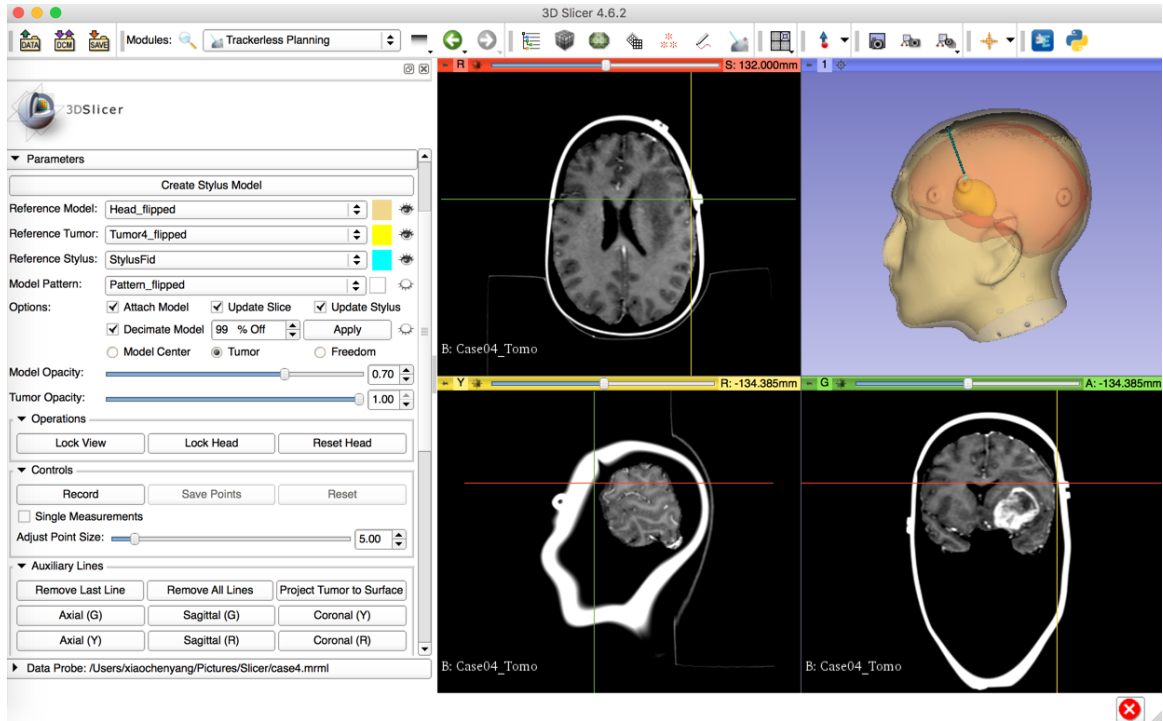 3D Slicer 4.6.2
DATA DCM SAVE Modules: Trackerless Planning
R S: 132.000mm 1
3DSlicer
Parameters
Create Stylus Model
Reference Model: Head_flipped
Reference Tumor: Tumor4_flipped
Reference Stylus: StylusFid
Model Pattern: Pattern_flipped
Options: Attach Model Update Slice Update Stylus
Decimate Model 99 % Off Apply
Model Center Tumor Freedom
B: Case04_Tomo
Model Opacity: 0.70
Y R: -134.385mm G A: -134.385mm
Tumor Opacity: 1.00
Operations
Lock View Lock Head Reset Head
Controls
Record Save Points Reset
Single Measurements
Adjust Point Size: 5.00
Auxiliary Lines
Remove Last Line Remove All Lines Project Tumor to Surface
Axial (G) Sagittal (G) Coronal (Y)
Axial (Y) Sagittal (R) Coronal (R)
Data Probe: /Users/xiaochenyang/Pictures/Slicer/case4.mrml
B: Case04_Tomo B: Case04_Tomo